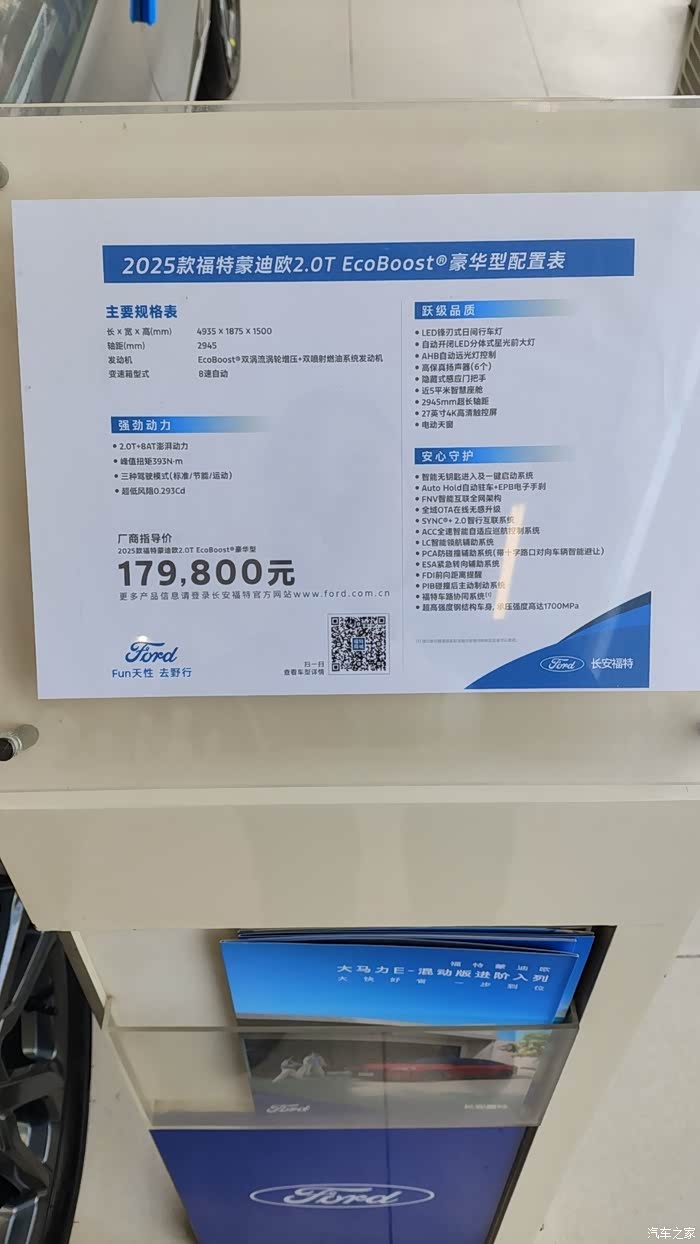 2025款福特蒙迪欧2.0T EcoBoost®豪华型配置表
主要规格表
长 x 宽 x 高(mm) 4935 x 1875 x 1500
轴距(mm) 2945
发动机 EcoBoost®双涡流涡轮增压+双喷射燃油系统发动机
变速箱型式 8速自动
强劲动力
• 2.0T+8AT澎湃动力
• 峰值扭矩393N·m
• 三种驾驶模式(标准/节能/运动)
• 超低风阻0.293Cd
厂商指导价
2025款福特蒙迪欧2.0T EcoBoost®豪华型
179,800元
更多产品信息请登录长安福特官方网站www.ford.com.cn
Ford
Fun天性 去野行
扫一扫
查看车型详情
跃级品质
• LED锋刃式日间行车灯
• 自动开闭LED分体式星光前大灯
• AHB自动远光灯控制
• 高保真扬声器(6个)
• 隐藏式感应门把手
• 近5平米智慧座舱
• 2945mm超长轴距
• 27英寸4K高清触控屏
• 电动天窗
安心守护
• 智能无钥匙进入及一键启动系统
• Auto Hold自动驻车+EPB电子手刹
• FNV智能互联全网架构
• 全域OTA在线无感升级
• SYNC®+ 2.0智行互联系统
• ACC全速智能自适应巡航控制系统
• LC智能领航辅助系统
• PCA防碰撞辅助系统(带十字路口对向车辆智能避让)
• ESA紧急转向辅助系统
• FDI前向距离提醒
• PIB碰撞后主动制动系统
• 福特车路协同系统[1]
• 超高强度钢结构车身, 承压强度高达1700MPa
Ford 长安福特
福特蒙迪欧
大马力E-混动版进阶入列
大快好省 一步到位
Ford 长安福特
Ford
汽车之家